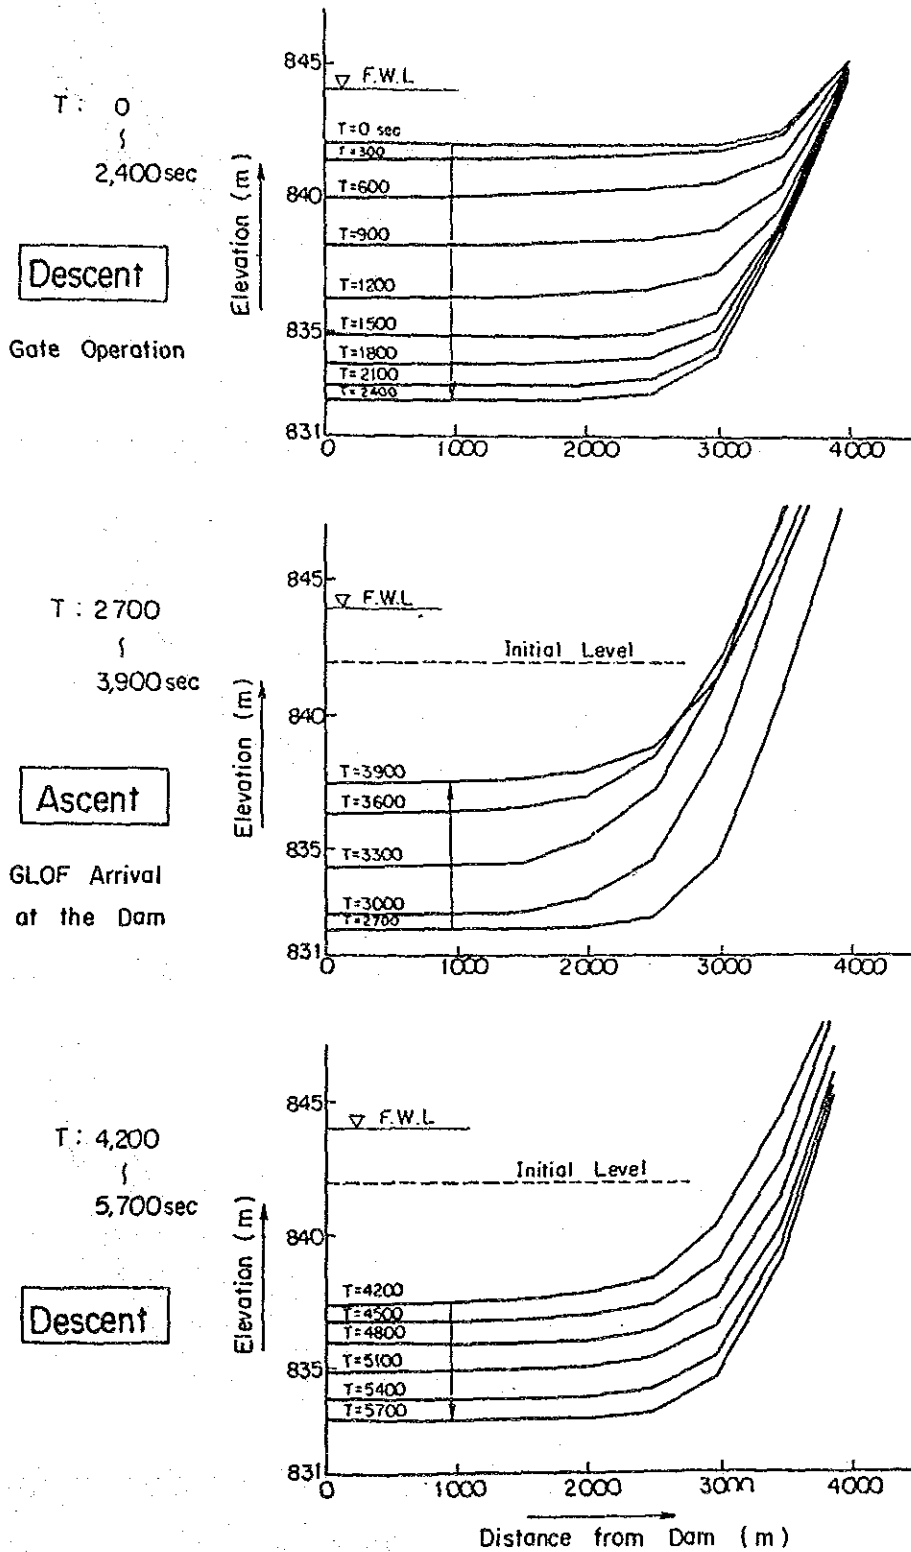 T : 0
∫
2,400 sec
Descent
Gate Operation
Elevation (m)
845
840
835
831
▽ F.W.L
T=0 sec
T=300
T=600
T=900
T=1200
T=1500
T=1800
T=2100
T=2400
0 1000 2000 3000 4000
T : 2700
∫
3,900 sec
Ascent
GLOF Arrival
at the Dam
Elevation (m)
845
840
835
831
▽ F.W.L
Initial Level
T=3900
T=3600
T=3300
T=3000
T=2700
0 1000 2000 3000 4000
T : 4,200
∫
5,700 sec
Descent
Elevation (m)
845
840
835
831
▽ F.W.L
Initial Level
T=4200
T=4500
T=4800
T=5100
T=5400
T=5700
0 1000 2000 3000 4000
Distance from Dam (m)